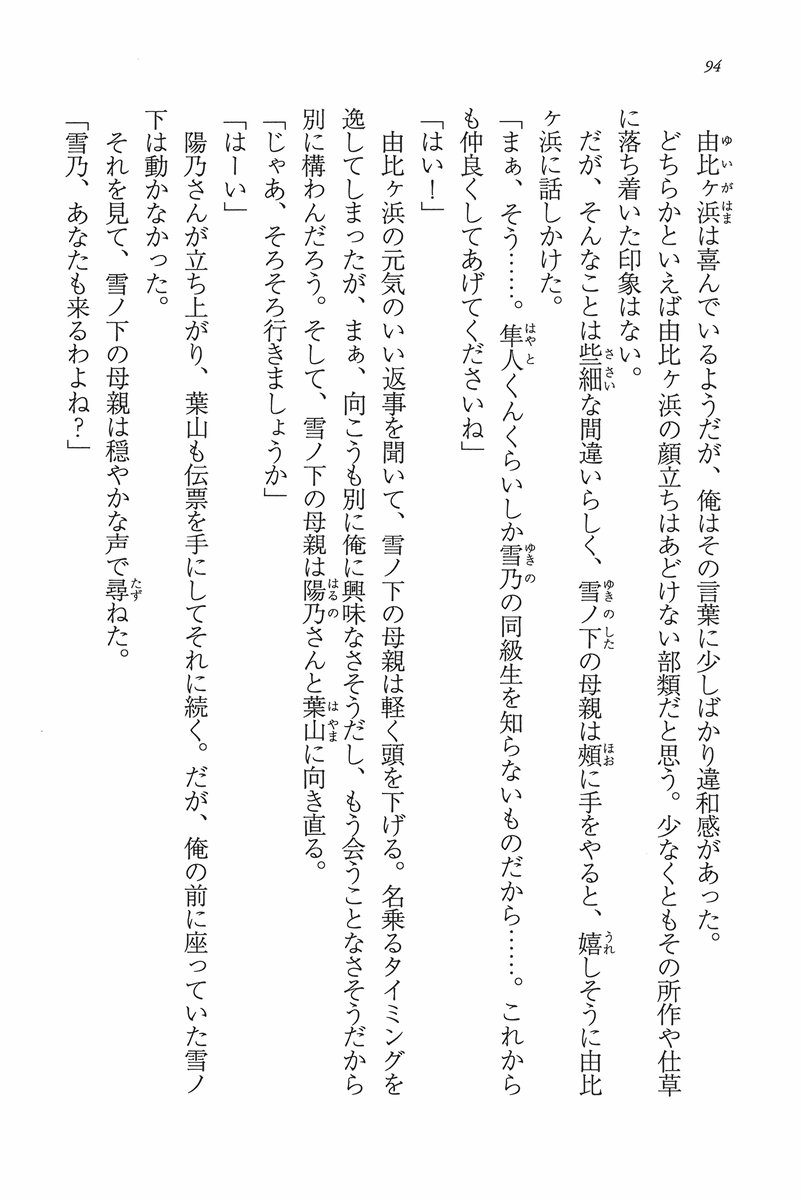 94
由比ヶ浜は喜んでいるようだが、俺はその言葉に少しばかり違和感があった。
どちらかといえば由比ヶ浜の顔立ちはあどけない部類だと思う。少なくともその所作や仕草
に落ち着いた印象はない。
だが、そんなことは些細な間違いらしく、雪ノ下の母親は頰に手をやると、嬉しそうに由比
ヶ浜に話しかけた。
「まぁ、そう……。隼人くんくらいしか雪乃の同級生を知らないものだから……。これから
も仲良くしてあげてくださいね」
「はい！」
由比ヶ浜の元気のいい返事を聞いて、雪ノ下の母親は軽く頭を下げる。名乗るタイミングを
逸してしまったが、まぁ、向こうも別に俺に興味なさそうだし、もう会うことなさそうだから
別に構わんだろう。そして、雪ノ下の母親は陽乃さんと葉山に向き直る。
「じゃあ、そろそろ行きましょうか」
「はーい」
陽乃さんが立ち上がり、葉山も伝票を手にしてそれに続く。だが、俺の前に座っていた雪ノ
下は動かなかった。
それを見て、雪ノ下の母親は穏やかな声で尋ねた。
「雪乃、あなたも来るわよね？」